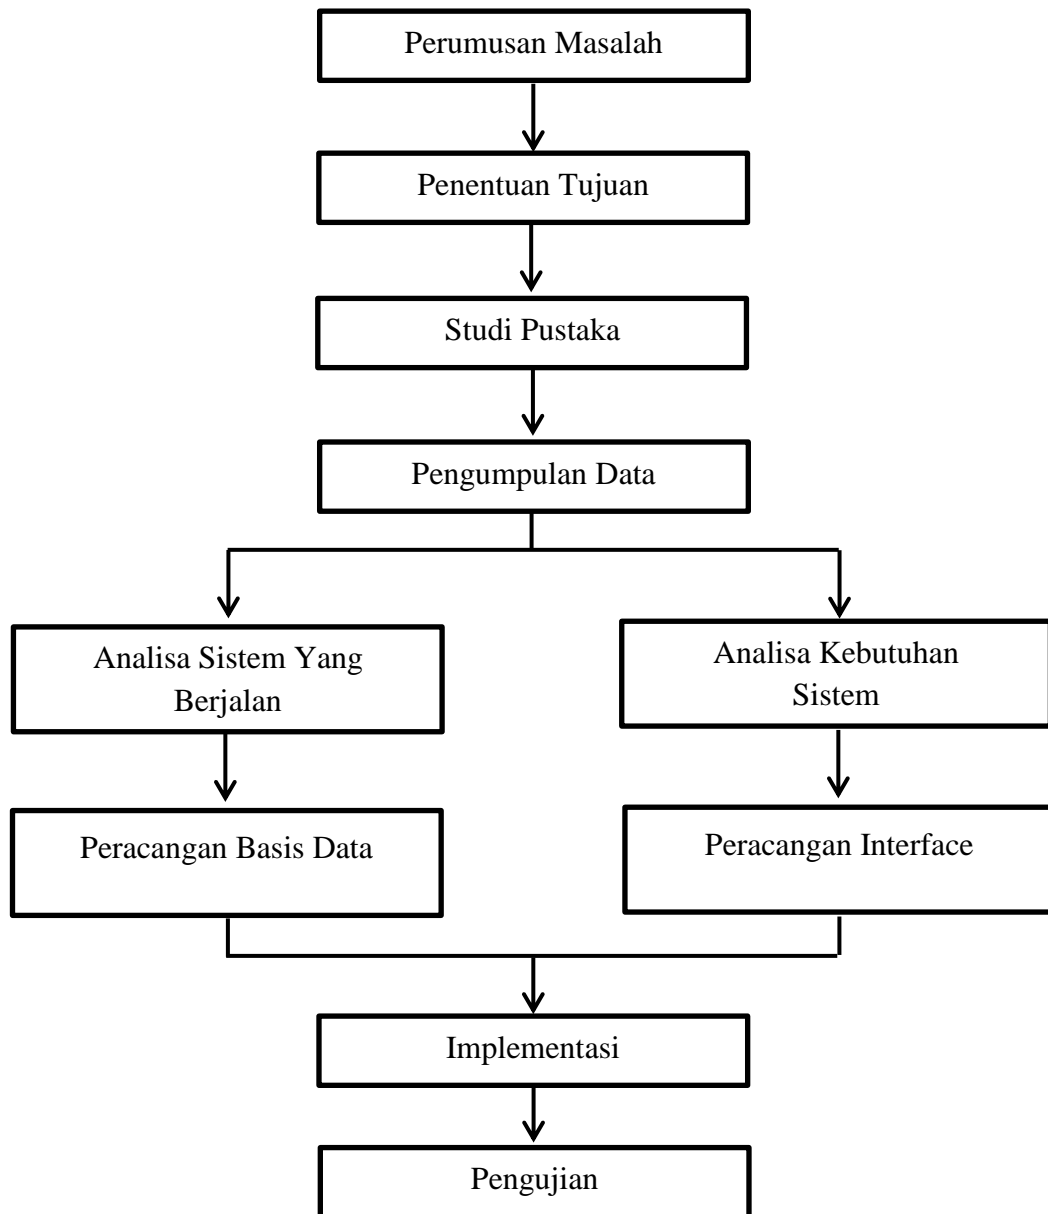 Perumusan Masalah
Penentuan Tujuan
Studi Pustaka
Pengumpulan Data
Analisa Sistem Yang
Berjalan
Analisa Kebutuhan
Sistem
Peracangan Basis Data
Peracangan Interface
Implementasi
Pengujian